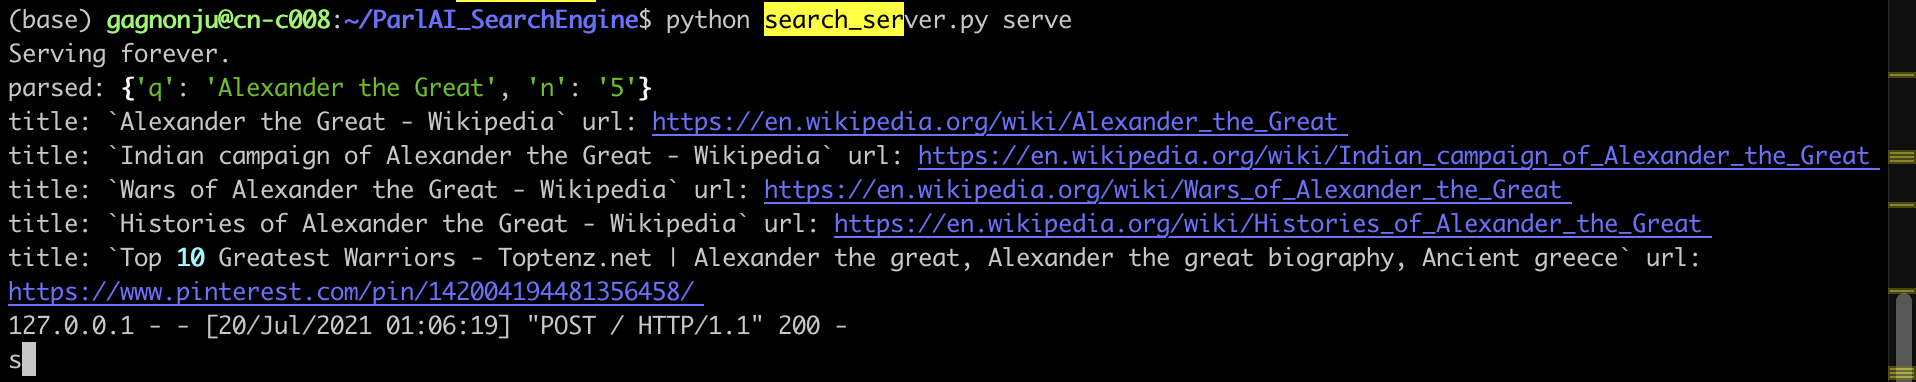 (base) gagnonju@cn-c008:~/ParlAI_SearchEngine$ python search_server.py serve
Serving forever.
parsed: {'q': 'Alexander the Great', 'n': '5'}
title: `Alexander the Great - Wikipedia` url: https://en.wikipedia.org/wiki/Alexander_the_Great
title: `Indian campaign of Alexander the Great - Wikipedia` url: https://en.wikipedia.org/wiki/Indian_campaign_of_Alexander_the_Great
title: `Wars of Alexander the Great - Wikipedia` url: https://en.wikipedia.org/wiki/Wars_of_Alexander_the_Great
title: `Histories of Alexander the Great - Wikipedia` url: https://en.wikipedia.org/wiki/Histories_of_Alexander_the_Great
title: `Top 10 Greatest Warriors - Toptenz.net | Alexander the great, Alexander the great biography, Ancient greece` url:
https://www.pinterest.com/pin/142004194481356458/
127.0.0.1 - - [20/Jul/2021 01:06:19] "POST / HTTP/1.1" 200 -
s